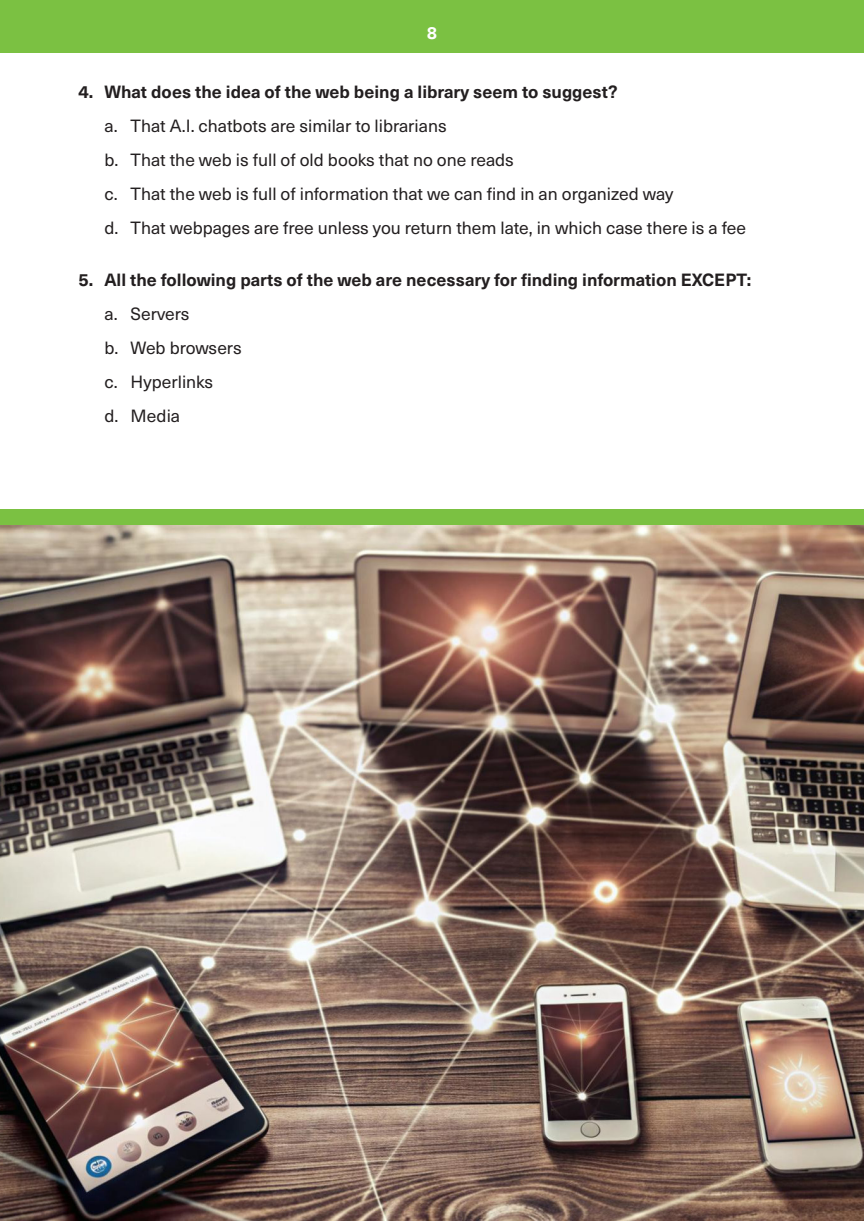 8
4. What does the idea of the web being a library seem to suggest?
a. That A.I. chatbots are similar to librarians
b. That the web is full of old books that no one reads
c. That the web is full of information that we can find in an organized way
d. That webpages are free unless you return them late, in which case there is a fee
5. All the following parts of the web are necessary for finding information EXCEPT:
a. Servers
b. Web browsers
c. Hyperlinks
d. Media